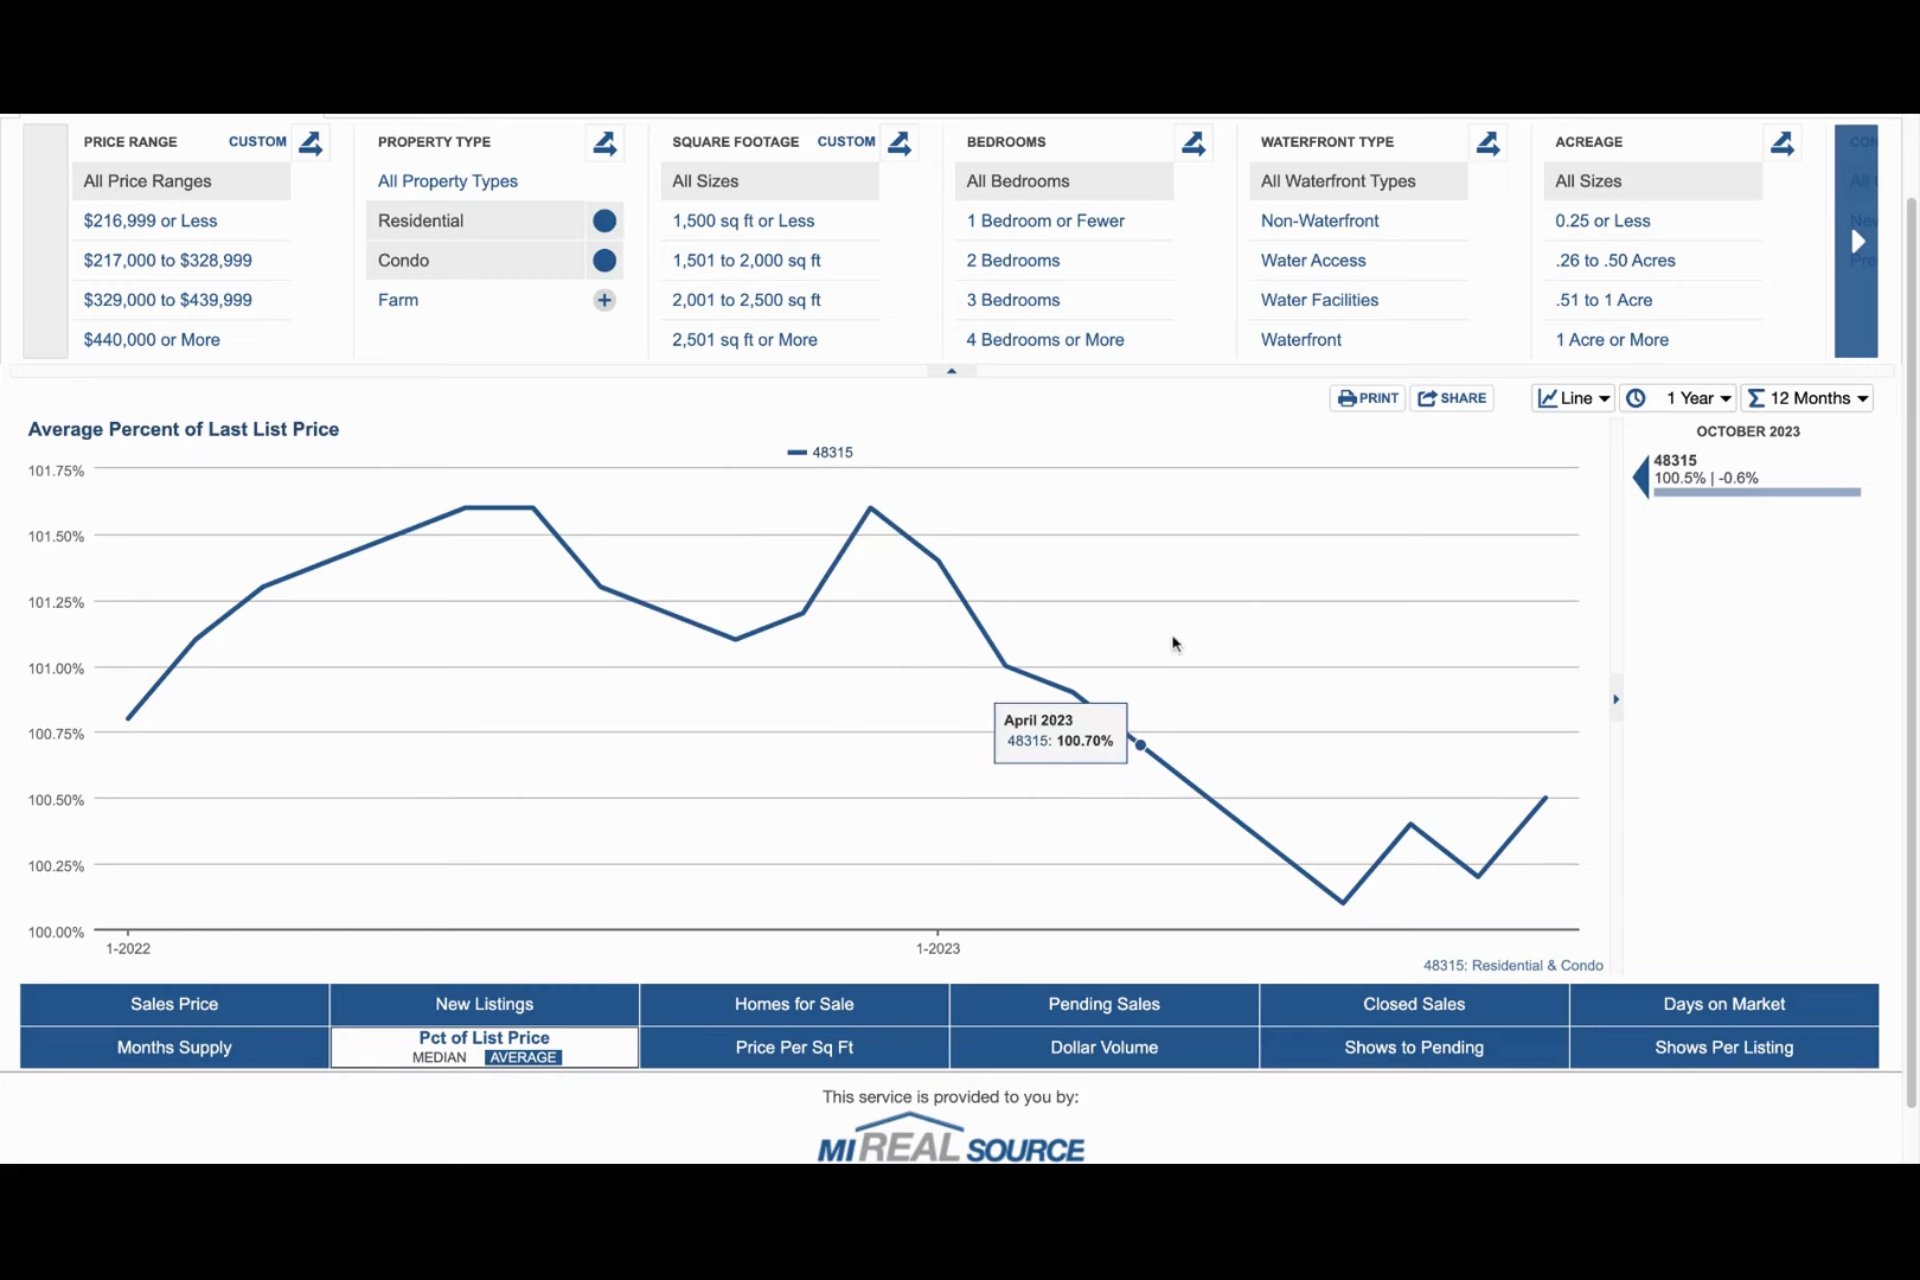 PRICE RANGE CUSTOM
All Price Ranges
$216,999 or Less
$217,000 to $328,999
$329,000 to $439,999
$440,000 or More
PROPERTY TYPE
All Property Types
Residential
Condo
Farm
SQUARE FOOTAGE CUSTOM
All Sizes
1,500 sq ft or Less
1,501 to 2,000 sq ft
2,001 to 2,500 sq ft
2,501 sq ft or More
BEDROOMS
All Bedrooms
1 Bedroom or Fewer
2 Bedrooms
3 Bedrooms
4 Bedrooms or More
WATERFRONT TYPE
All Waterfront Types
Non-Waterfront
Water Access
Water Facilities
Waterfront
ACREAGE
All Sizes
0.25 or Less
.26 to .50 Acres
.51 to 1 Acre
1 Acre or More
PRINT SHARE Line 1 Year 12 Months
Average Percent of Last List Price
48315
101.75%
101.50%
101.25%
101.00%
100.75%
100.50%
100.25%
100.00%
April 2023
48315: 100.70%
1-2022 1-2023
48315: Residential & Condo
OCTOBER 2023
48315
100.5% | -0.6%
Sales Price New Listings Homes for Sale Pending Sales Closed Sales Days on Market
Months Supply Pct of List Price Price Per Sq Ft Dollar Volume Shows to Pending Shows Per Listing
MEDIAN AVERAGE
This service is provided to you by:
MI REAL SOURCE